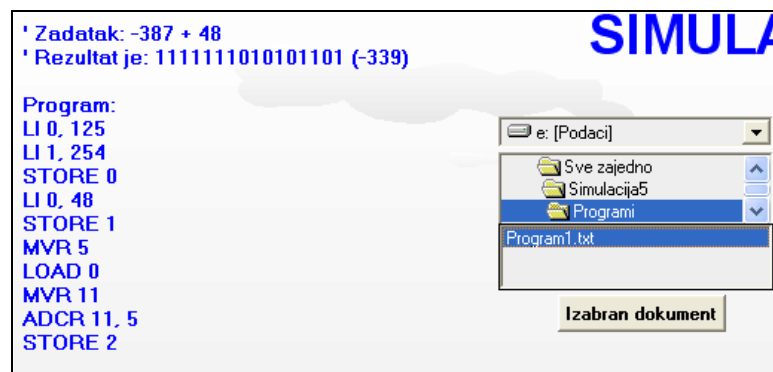 ' Zadatak: -387 + 48
' Rezultat je: 1111111010101101 (-339)
Program:
LI 0, 125
LI 1, 254
STORE 0
LI 0, 48
STORE 1
MVR 5
LOAD 0
MVR 11
ADCR 11, 5
STORE 2
SIMULA
e: [Podaci]
Sve zajedno
Simulacija5
Programi
Program1.txt
Izabran dokument